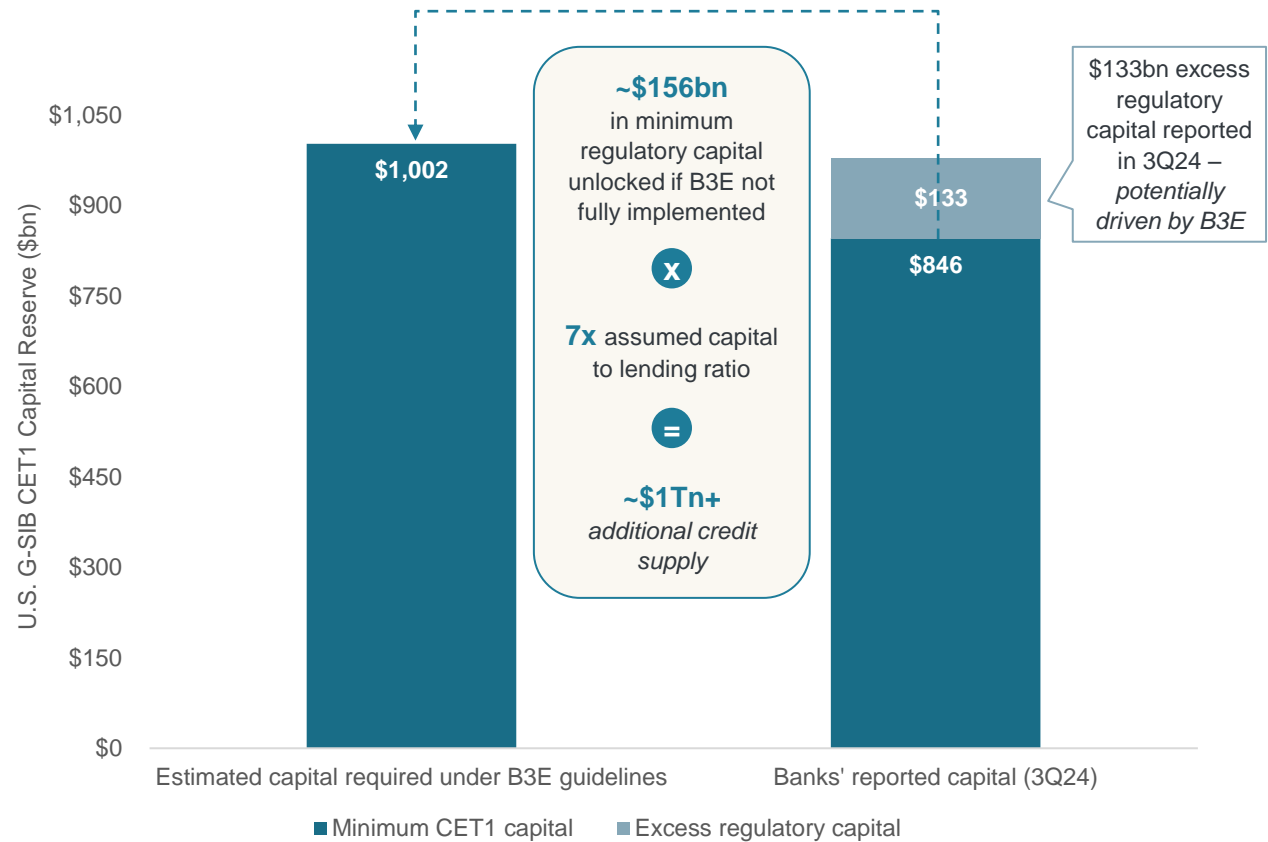 U.S. G-SIB CET1 Capital Reserve ($bn)
$1,050
$900
$750
$600
$450
$300
$150
$0
$1,002
~$156bn
in minimum
regulatory capital
unlocked if B3E not
fully implemented
x
7x assumed capital
to lending ratio
=
~$1Tn+
additional credit
supply
$133
$846
$133bn excess
regulatory
capital reported
in 3Q24 –
potentially
driven by B3E
Estimated capital required under B3E guidelines
Banks' reported capital (3Q24)
Minimum CET1 capital
Excess regulatory capital